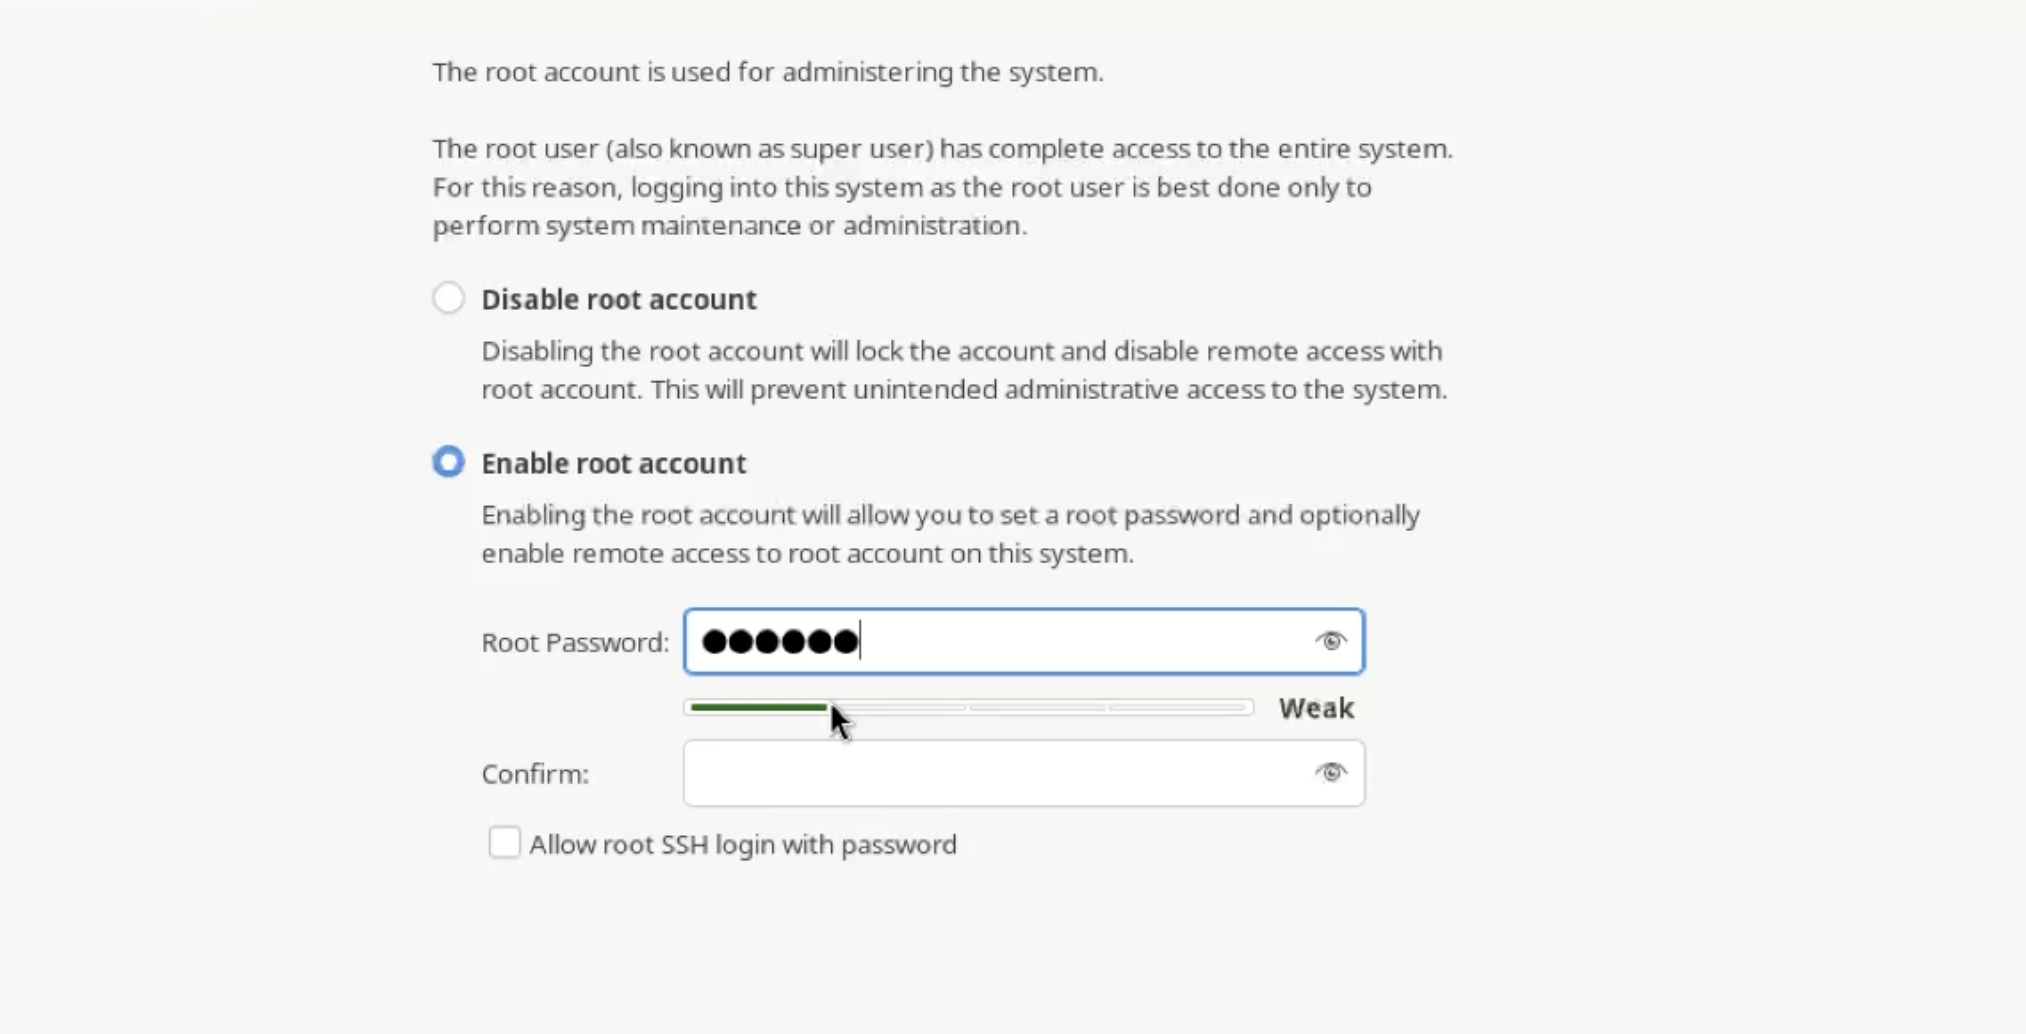 The root account is used for administering the system.
The root user (also known as super user) has complete access to the entire system.
For this reason, logging into this system as the root user is best done only to
perform system maintenance or administration.
Disable root account
Disabling the root account will lock the account and disable remote access with
root account. This will prevent unintended administrative access to the system.
Enable root account
Enabling the root account will allow you to set a root password and optionally
enable remote access to root account on this system.
Root Password: ●●●●●●
Weak
Confirm:
Allow root SSH login with password